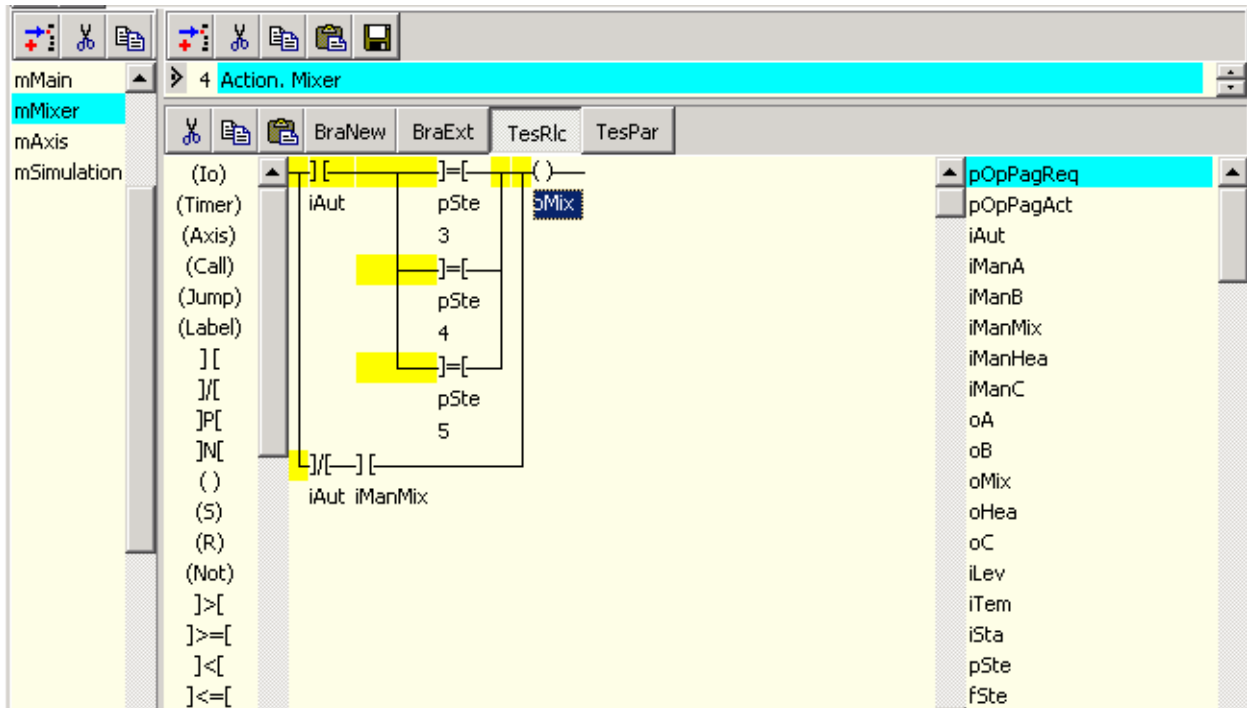 mMain
mMixer
mAxis
mSimulation
4 Action. Mixer
BraNew BraExt TesRlc TesPar
(Io)
(Timer)
(Axis)
(Call)
(Jump)
(Label)
] [
]/[
]P[
]N[
( )
(S)
(R)
(Not)
]>[
]>=[
]<[
]<=[
] [ ]=[ ( )
iAut pSte oMix
3
]=[
pSte
4
]=[
pSte
5
]/[ ] [
iAut iManMix
pOpPagReq
pOpPagAct
iAut
iManA
iManB
iManMix
iManHea
iManC
oA
oB
oMix
oHea
oC
iLev
iTem
iSta
pSte
fSte